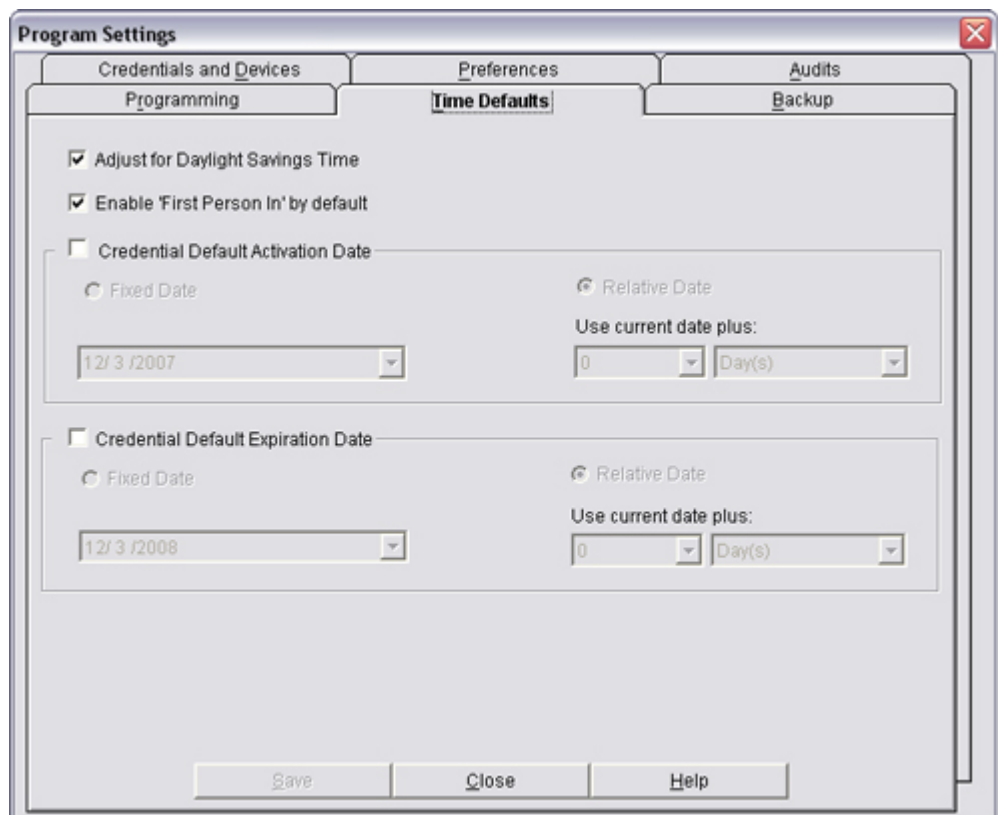 Program Settings
Credentials and Devices Preferences Audits
Programming Time Defaults Backup
Adjust for Daylight Savings Time
Enable 'First Person In' by default
Credential Default Activation Date
Fixed Date Relative Date
Use current date plus:
12/ 3 /2007 0 Day(s)
Credential Default Expiration Date
Fixed Date Relative Date
Use current date plus:
12/ 3 /2008 0 Day(s)
Save Close Help